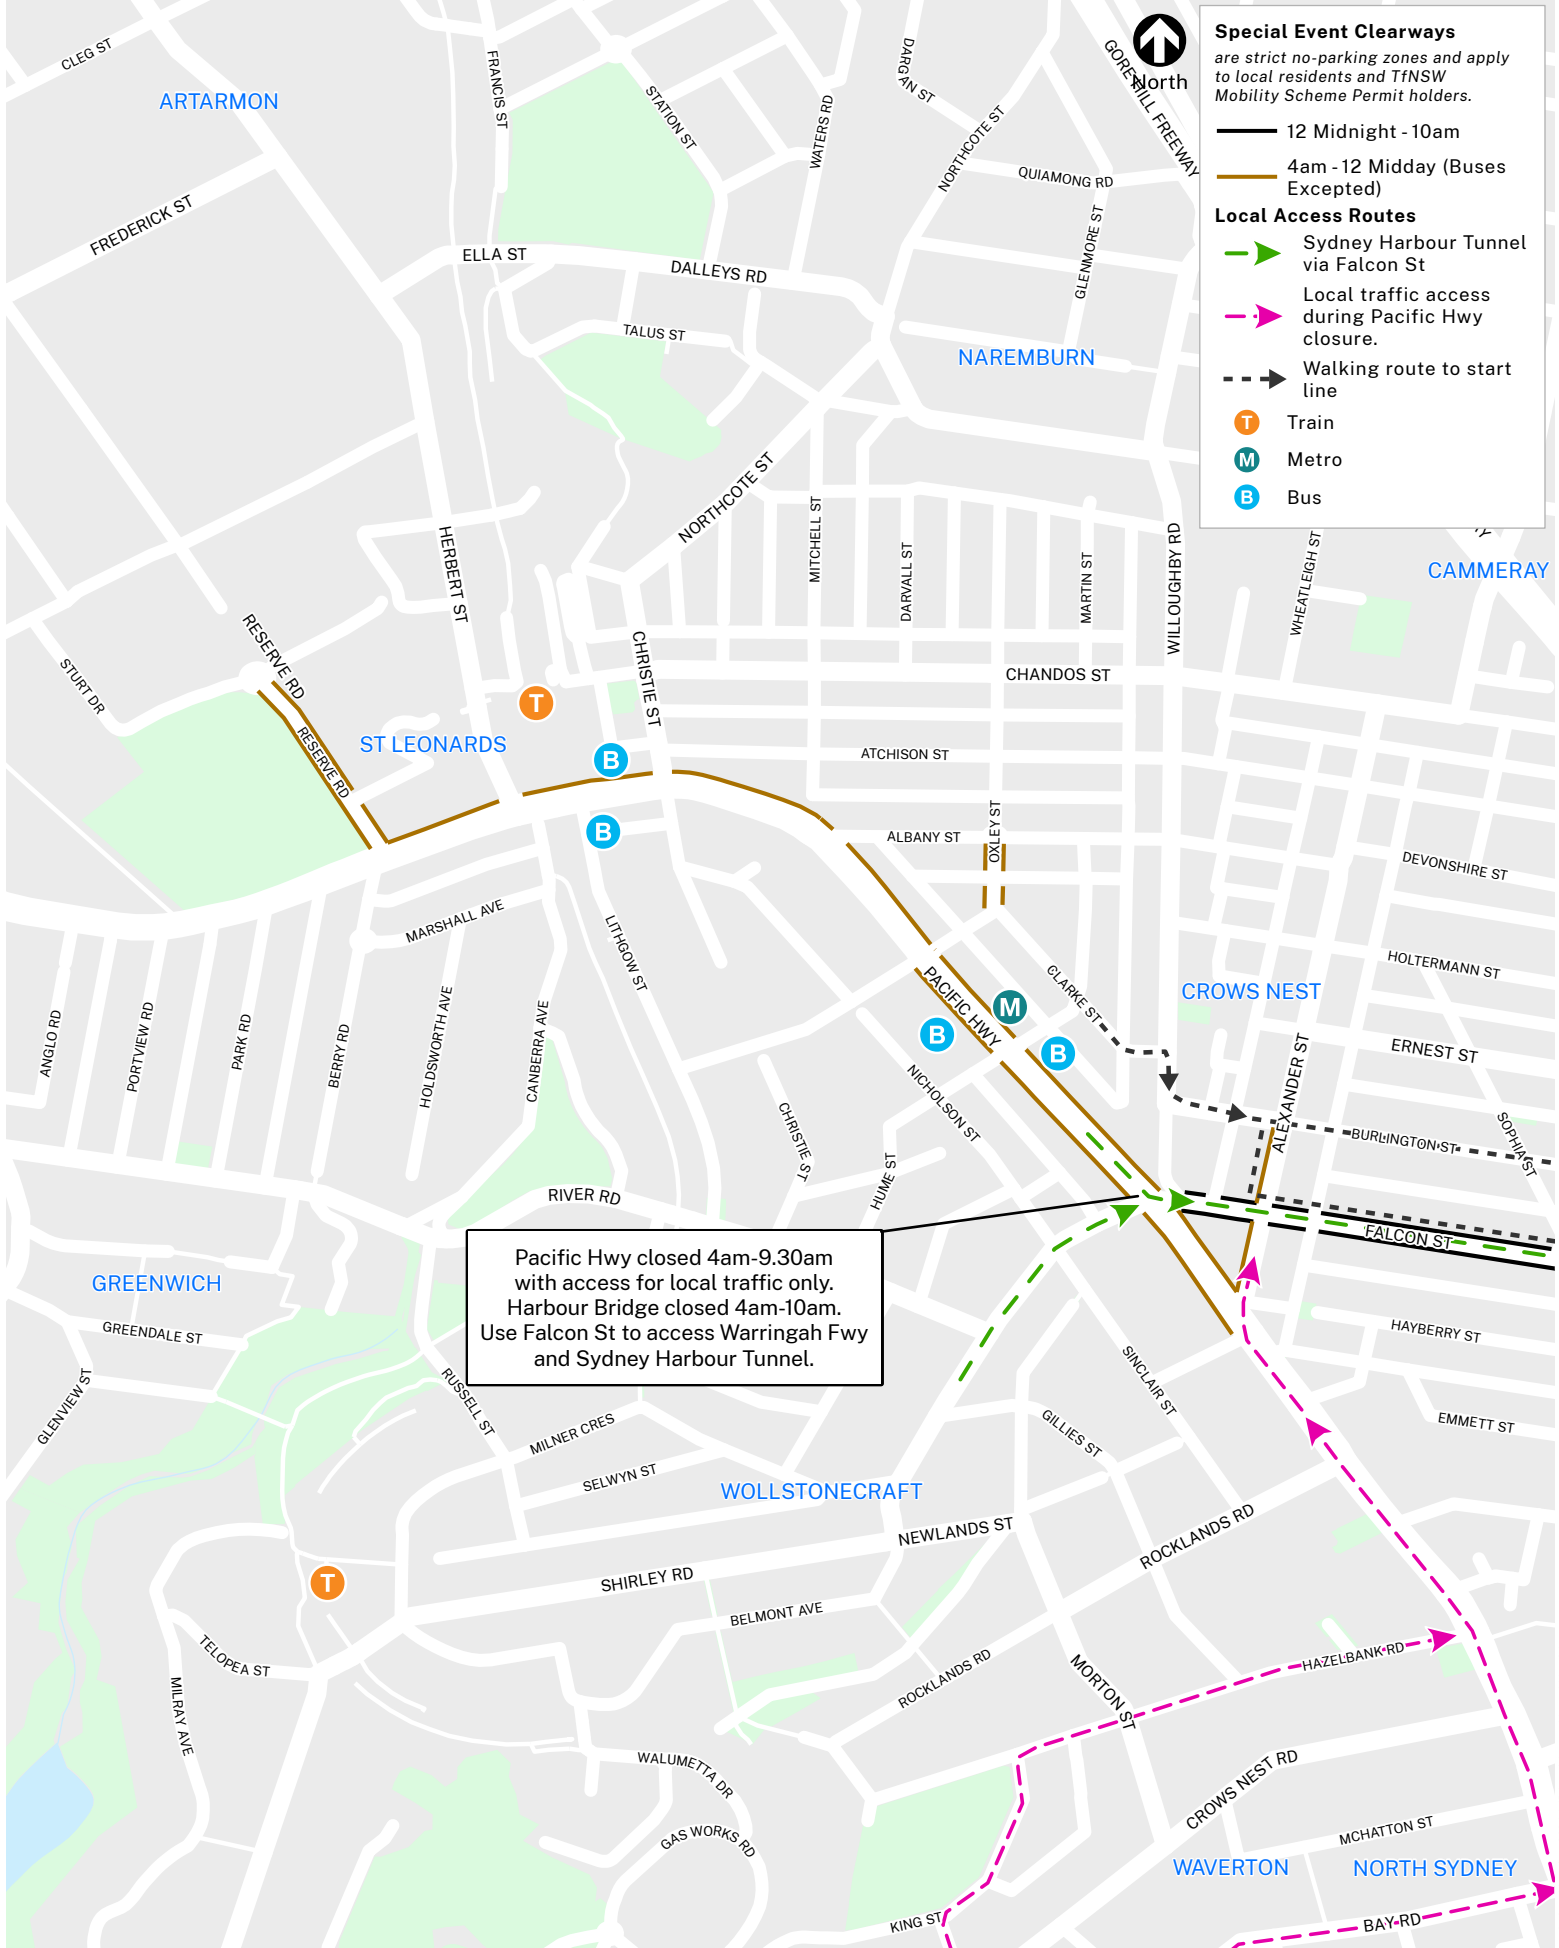 North
Special Event Clearways
are strict no-parking zones and apply
to local residents and TfNSW
Mobility Scheme Permit holders.
12 Midnight - 10am
4am - 12 Midday (Buses
Excepted)
Local Access Routes
Sydney Harbour Tunnel
via Falcon St
Local traffic access
during Pacific Hwy
closure.
Walking route to start
line
T Train
M Metro
B Bus
CLEG ST
ARTARMON
FRANCIS ST
STATION ST
WATERS RD
DARGAN ST
NORTHCOTE ST
GORE HILL FREEWAY
QUIAMONG RD
GLENMORE ST
FREDERICK ST
ELLA ST
DALLEYS RD
TALUS ST
NAREMBURN
NORTHCOTE ST
HERBERT ST
MITCHELL ST
DARVALL ST
MARTIN ST
WILLOUGHBY RD
WHEATLEIGH ST
CAMMERAY
RESERVE RD
STURT DR
CHRISTIE ST
CHANDOS ST
T
ST LEONARDS
RESERVE RD
B
ATCHISON ST
B
ALBANY ST
OXLEY ST
DEVONSHIRE ST
MARSHALL AVE
LITHGOW ST
PACIFIC HWY
CLARKE ST
HOLTERMANN ST
CROWS NEST
M
B
B
ANGLO RD
PORTVIEW RD
PARK RD
BERRY RD
HOLDSWORTH AVE
CANBERRA AVE
ERNEST ST
ALEXANDER ST
NICHOLSON ST
CHRISTIE ST
HUME ST
BURLINGTON ST
SOPHIA ST
RIVER RD
FALCON ST
Pacific Hwy closed 4am-9.30am
with access for local traffic only.
Harbour Bridge closed 4am-10am.
Use Falcon St to access Warringah Fwy
and Sydney Harbour Tunnel.
GREENWICH
GREENDALE ST
HAYBERRY ST
GLENVIEW ST
RUSSELL ST
SINCLAIR ST
MILNER CRES
GILLIES ST
EMMETT ST
SELWYN ST
WOLLSTONECRAFT
NEWLANDS ST
ROCKLANDS RD
T
SHIRLEY RD
BELMONT AVE
TELOPEA ST
HAZELBANK RD
ROCKLANDS RD
MILRAY AVE
MORTON ST
WALUMETTA DR
CROWS NEST RD
GAS WORKS RD
MCHATTON ST
WAVERTON
NORTH SYDNEY
KING ST
BAY RD